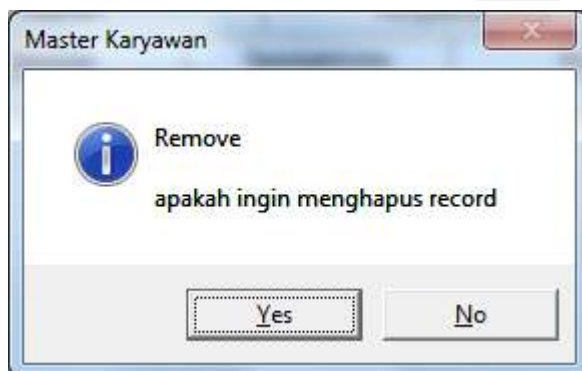 Master Karyawan
Remove
apakah ingin menghapus record
Yes
No